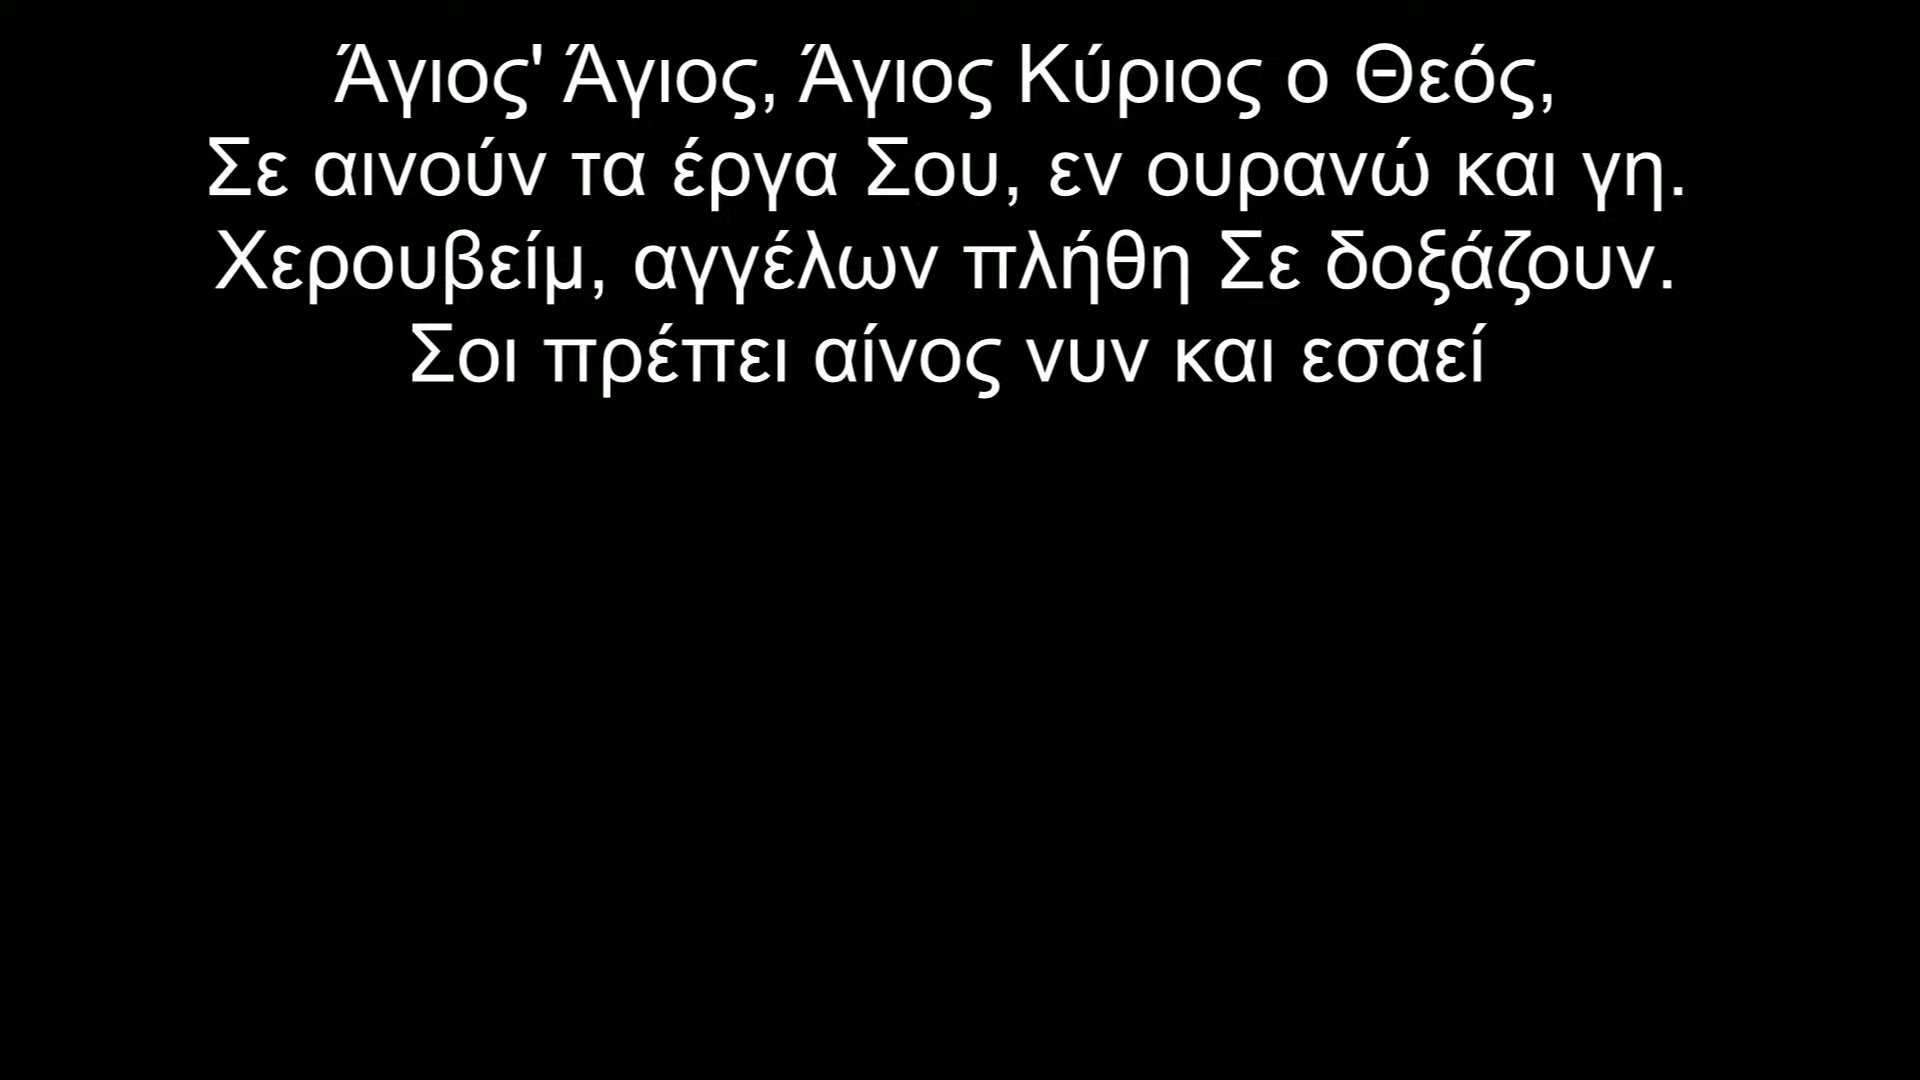 Άγιος' Άγιος, Άγιος Κύριος ο Θεός,
Σε αινούν τα έργα Σου, εν ουρανώ και γη.
Χερουβείμ, αγγέλων πλήθη Σε δοξάζουν.
Σοι πρέπει αίνος νυν και εσαεί